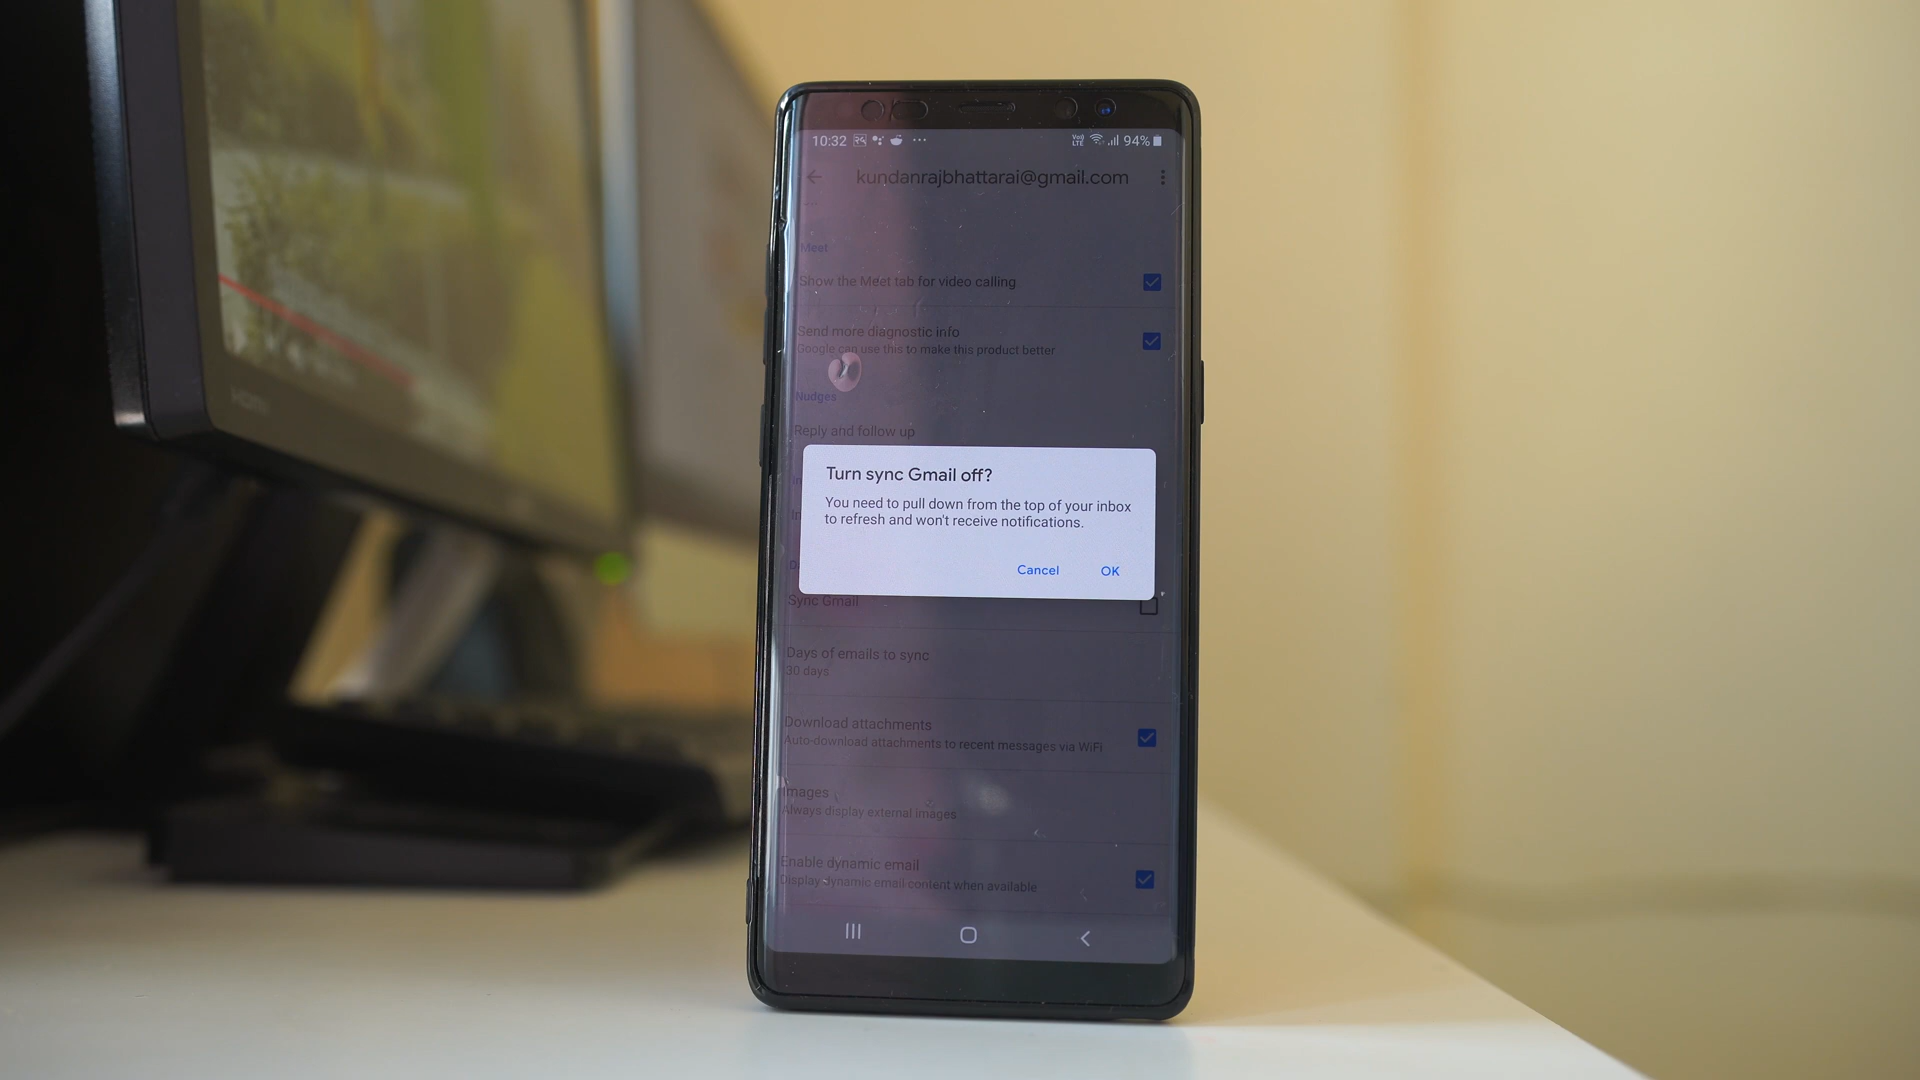 10:32
VoLTE 94%
kundanrajbhattarai@gmail.com
Meet
Show the Meet tab for video calling
Send more diagnostic info
Google can use this to make this product better
Nudges
Reply and follow up
Turn sync Gmail off?
You need to pull down from the top of your inbox
to refresh and won't receive notifications.
Cancel OK
Sync Gmail
Days of emails to sync
30 days
Download attachments
Auto-download attachments to recent messages via WiFi
Images
Always display external images
Enable dynamic email
Display dynamic email content when available